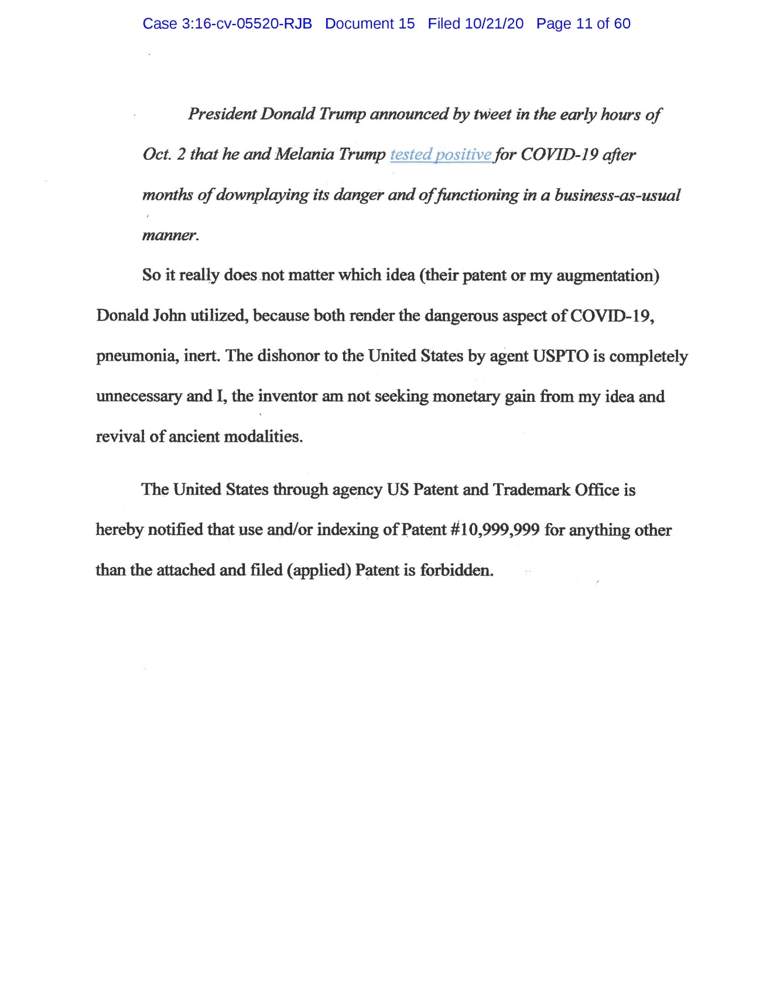 Case 3:16-cv-05520-RJB Document 15 Filed 10/21/20 Page 11 of 60
President Donald Trump announced by tweet in the early hours of
Oct. 2 that he and Melania Trump tested positive for COVID-19 after
months of downplaying its danger and of functioning in a business-as-usual
manner.
So it really does not matter which idea (their patent or my augmentation)
Donald John utilized, because both render the dangerous aspect of COVID-19,
pneumonia, inert. The dishonor to the United States by agent USPTO is completely
unnecessary and I, the inventor am not seeking monetary gain from my idea and
revival of ancient modalities.
The United States through agency US Patent and Trademark Office is
hereby notified that use and/or indexing of Patent #10,999,999 for anything other
than the attached and filed (applied) Patent is forbidden.